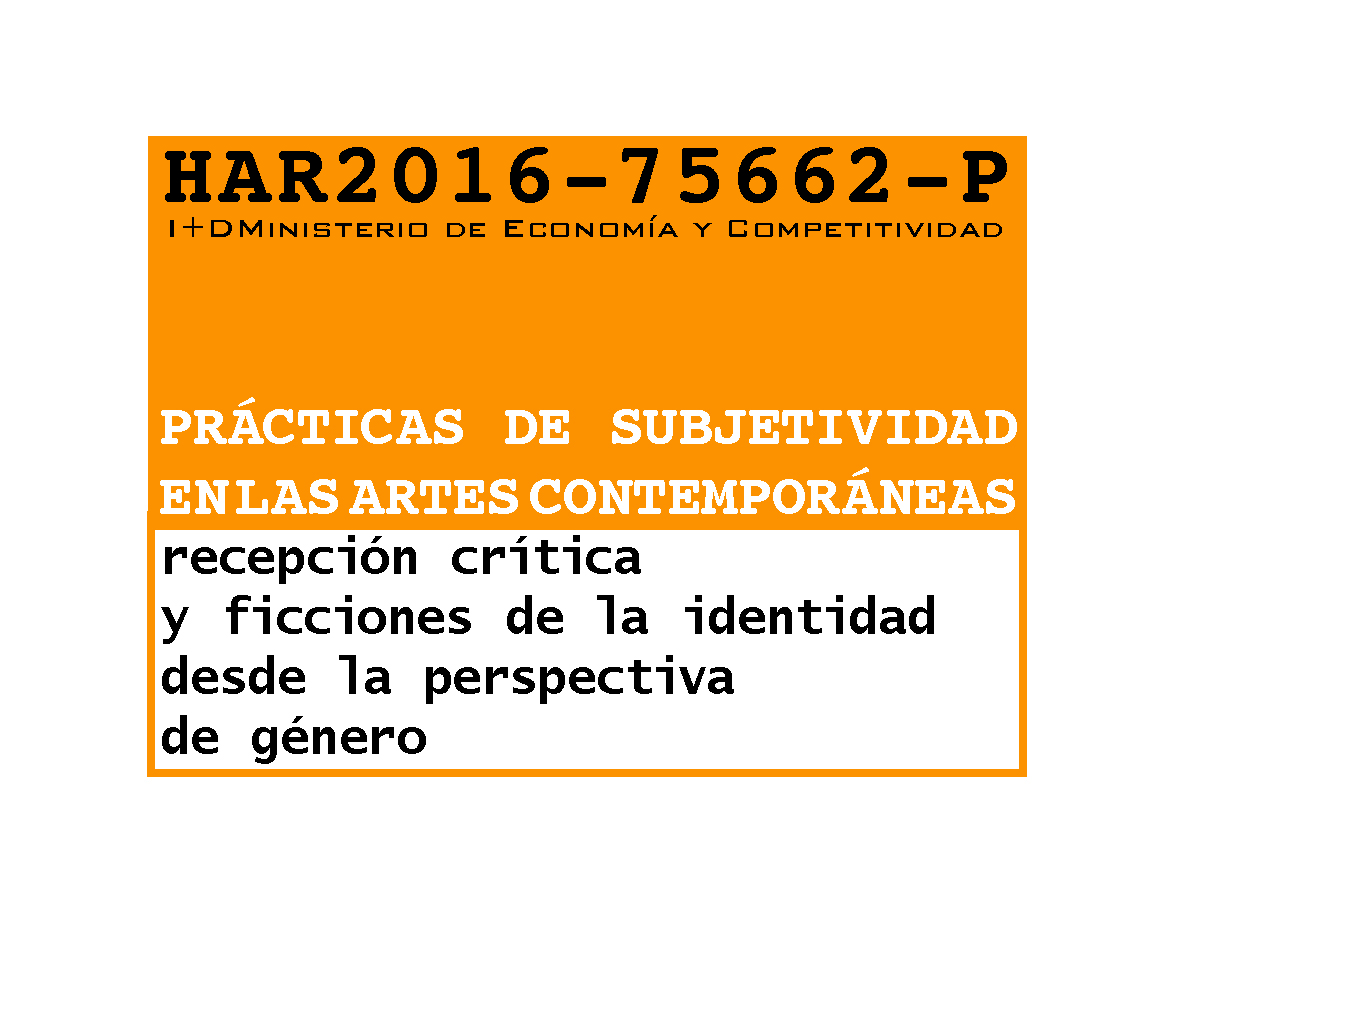 HAR2016-75662-P
I+DMinisterio de Economía y Competitividad
PRÁCTICAS DE SUBJETIVIDAD
EN LAS ARTES CONTEMPORÁNEAS
recepción crítica
y ficciones de la identidad
desde la perspectiva
de género